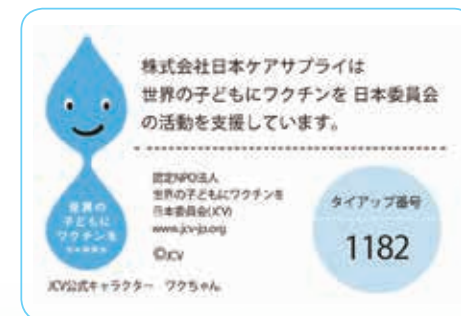 株式会社日本ケアサプライは
世界の子どもにワクチンを 日本委員会
の活動を支援しています。
認定NPO法人
世界の子どもにワクチンを
日本委員会(JCV)
www.jcv-jp.org
©JCV
タイアップ番号
1182
世界の
子どもに
ワクチンを
JCV公式キャラクター ワクちゃん